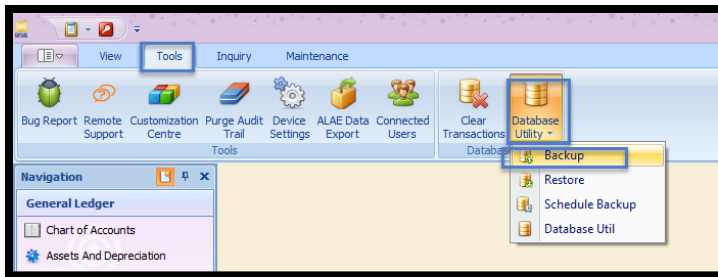 View Tools Inquiry Maintenance
Bug Report Remote Support Customization Centre Purge Audit Trail Device Settings ALAE Data Export Connected Users Clear Transactions Database Utility
Tools Databas
Backup
Restore
Schedule Backup
Database Util
Navigation
General Ledger
Chart of Accounts
Assets And Depreciation